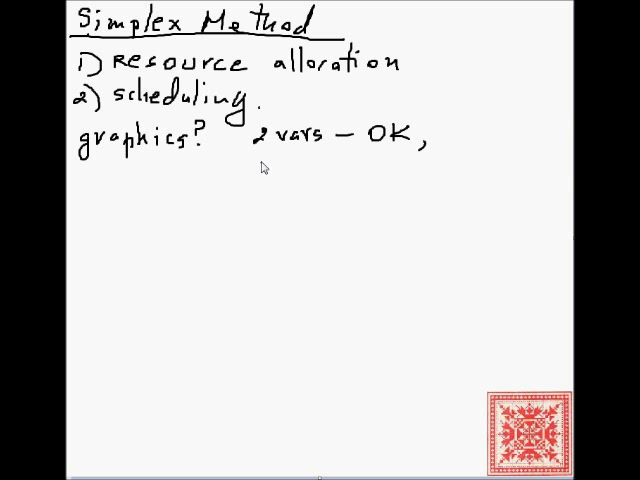 Simplex Method
1) Resource allocation
2) scheduling.
graphics? 2 vars - OK,